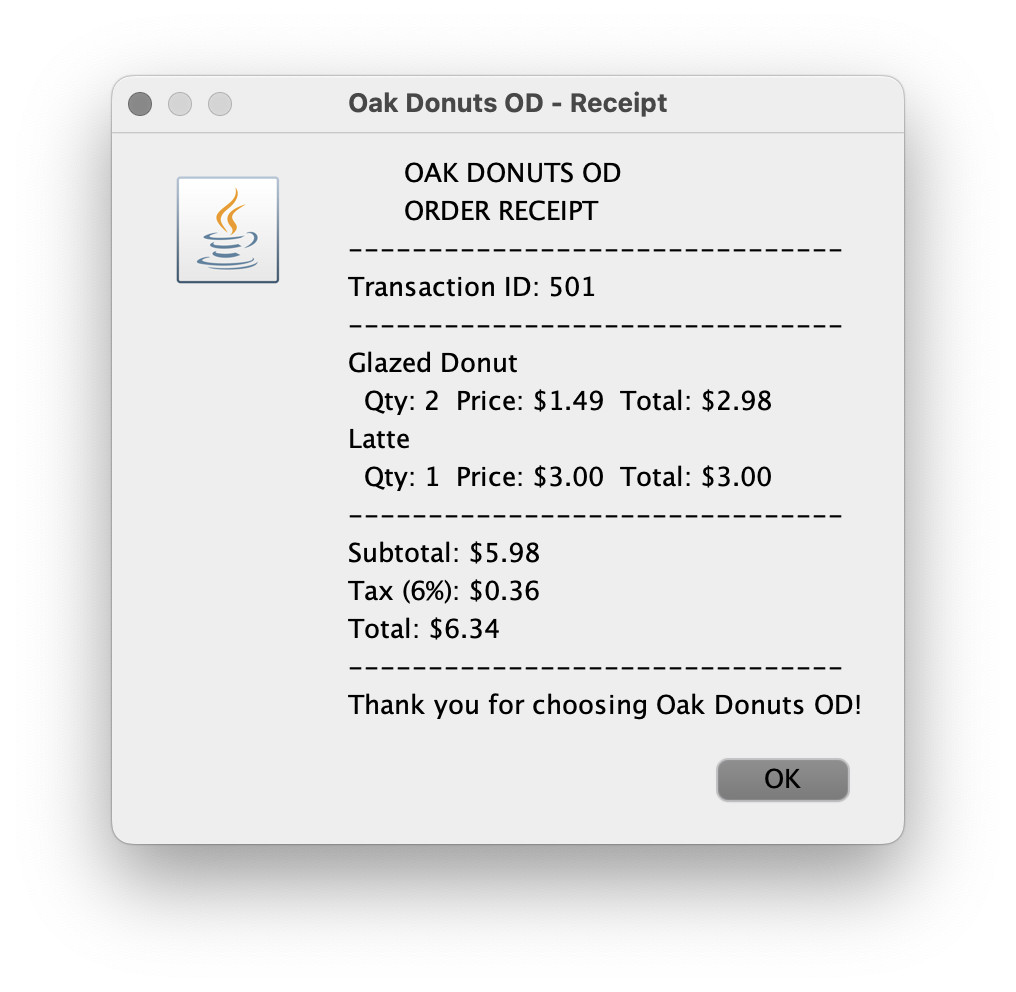 Oak Donuts OD - Receipt
OAK DONUTS OD
ORDER RECEIPT
-------------------------------
Transaction ID: 501
-------------------------------
Glazed Donut
Qty: 2  Price: $1.49  Total: $2.98
Latte
Qty: 1  Price: $3.00  Total: $3.00
-------------------------------
Subtotal: $5.98
Tax (6%): $0.36
Total: $6.34
-------------------------------
Thank you for choosing Oak Donuts OD!
OK